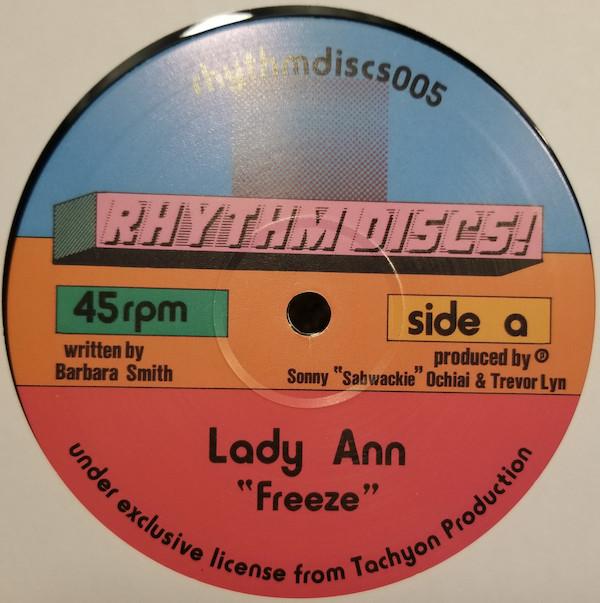 rhythmdiscs005
RHYTHM DISCS!
45rpm
side a
written by
Barbara Smith
produced by ℗
Sonny "Sabwackie" Ochiai & Trevor Lyn
Lady Ann
"Freeze"
under exclusive license from Tachyon Production